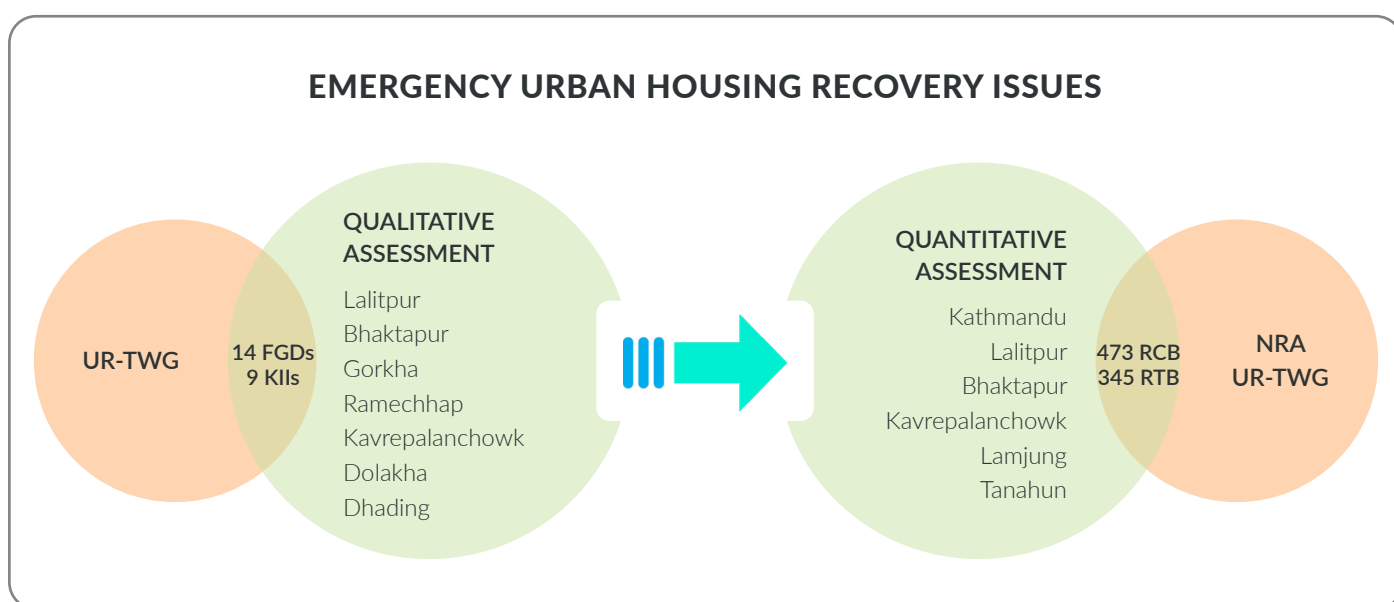 EMERGENCY URBAN HOUSING RECOVERY ISSUES
UR-TWG
14 FGDs
9 KIIs
QUALITATIVE
ASSESSMENT
Lalitpur
Bhaktapur
Gorkha
Ramechhap
Kavrepalanchowk
Dolakha
Dhading
QUANTITATIVE
ASSESSMENT
Kathmandu
Lalitpur
Bhaktapur
Kavrepalanchowk
Lamjung
Tanahun
473 RCB
345 RTB
NRA
UR-TWG